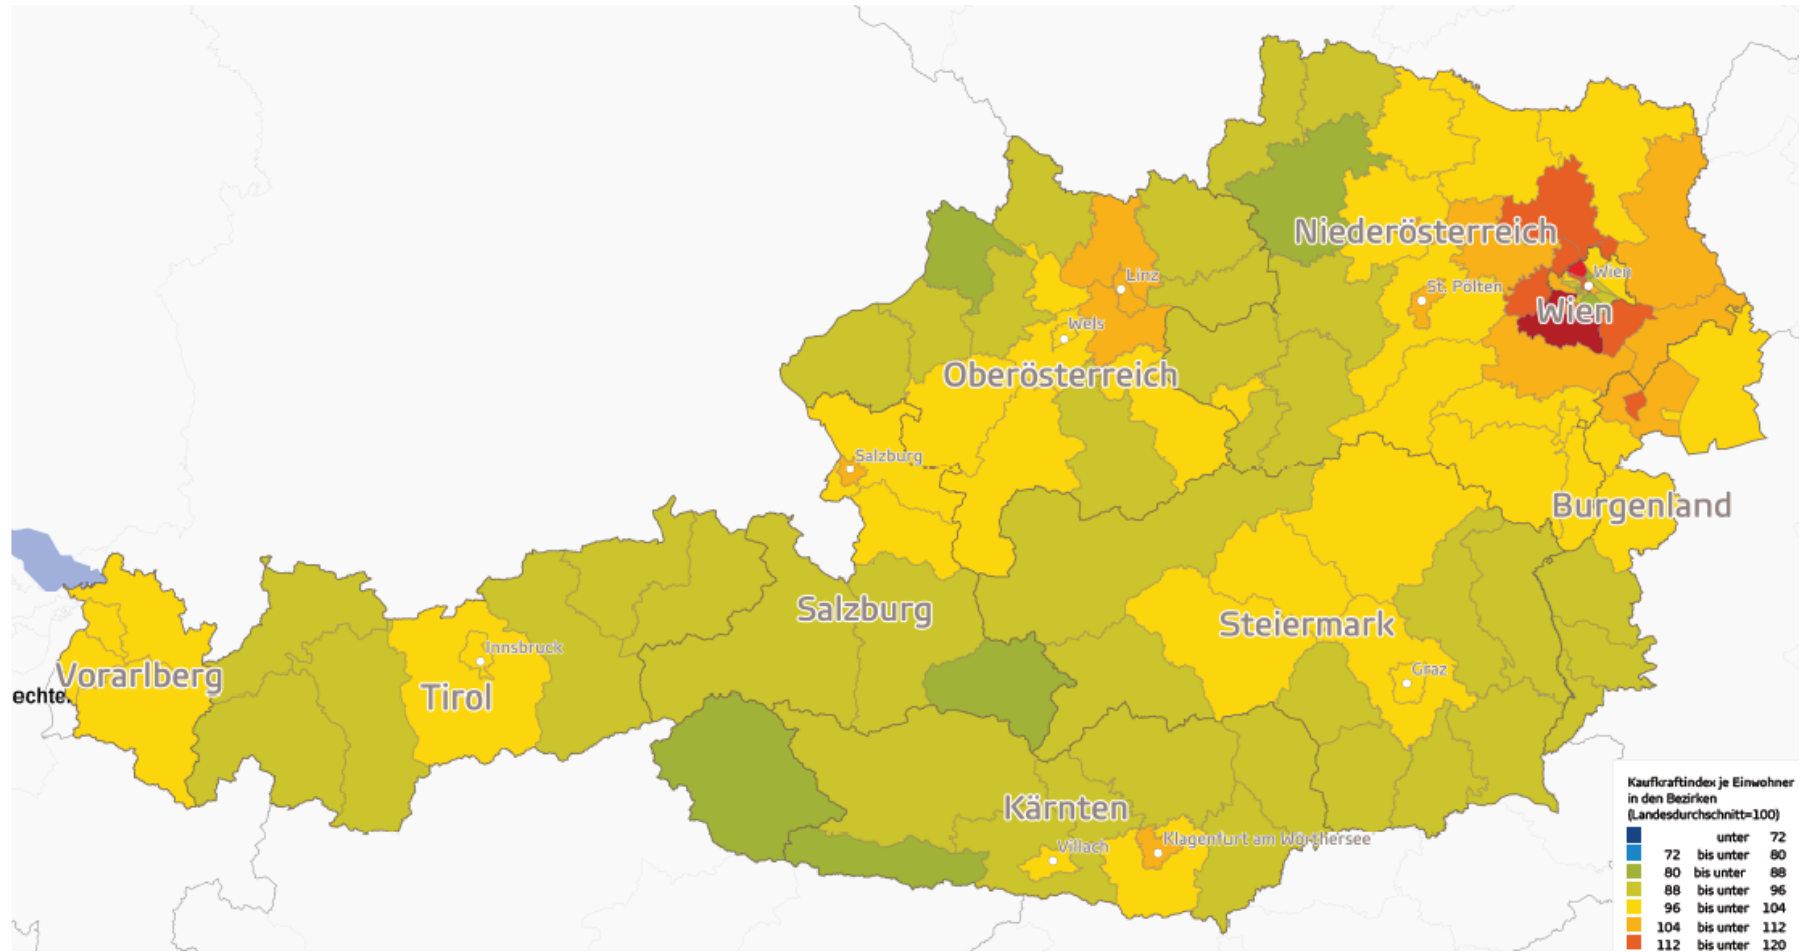 Niederösterreich
Linz
St. Pölten
Wien
Wien
Wels
Oberösterreich
Salzburg
Burgenland
Salzburg
Steiermark
Innsbruck
Vorarlberg
echte
Tirol
Graz
Kärnten
Villach
Klagenfurt am Wörthersee
Kaufkraftindex je Einwohner
in den Bezirken
(Landesdurchschnitt=100)
unter 72
72 bis unter 80
80 bis unter 88
88 bis unter 96
96 bis unter 104
104 bis unter 112
112 bis unter 120